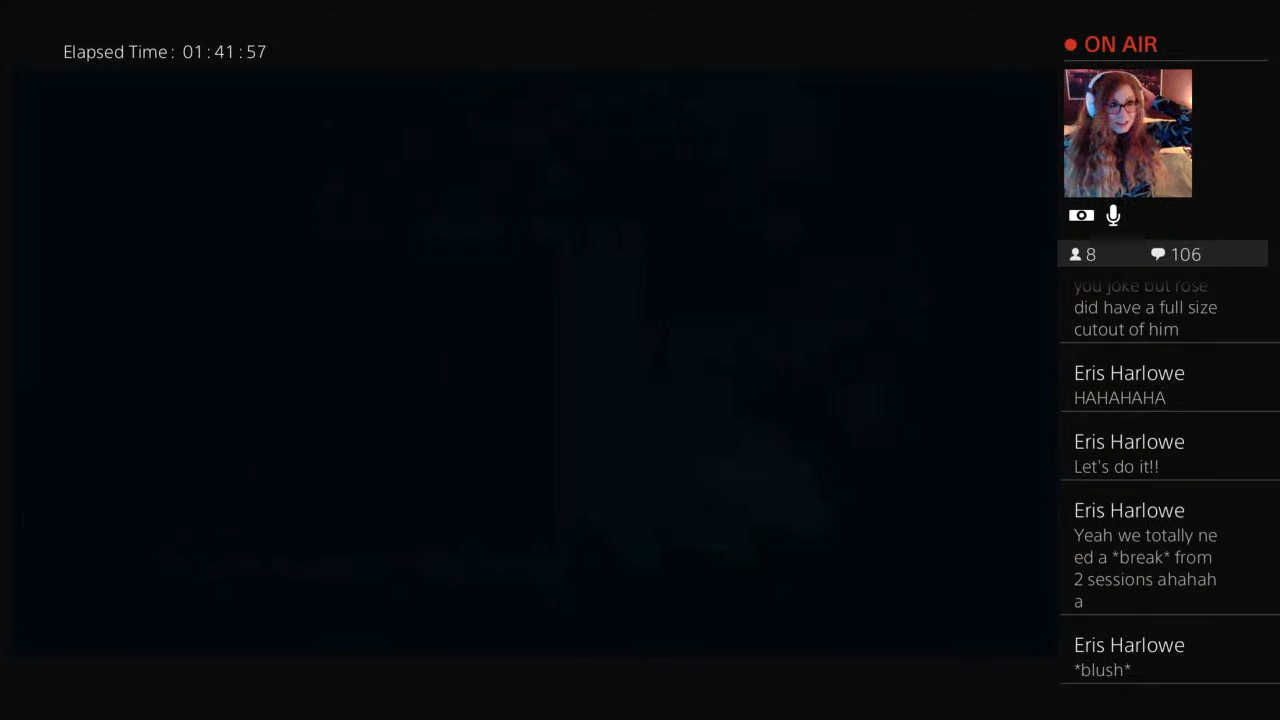 Elapsed Time: 01:41:57
ON AIR
8
106
you joke but rose
did have a full size
cutout of him
Eris Harlowe
HAHAHAHA
Eris Harlowe
Let's do it!!
Eris Harlowe
Yeah we totally ne
ed a *break* from
2 sessions ahahah
a
Eris Harlowe
*blush*